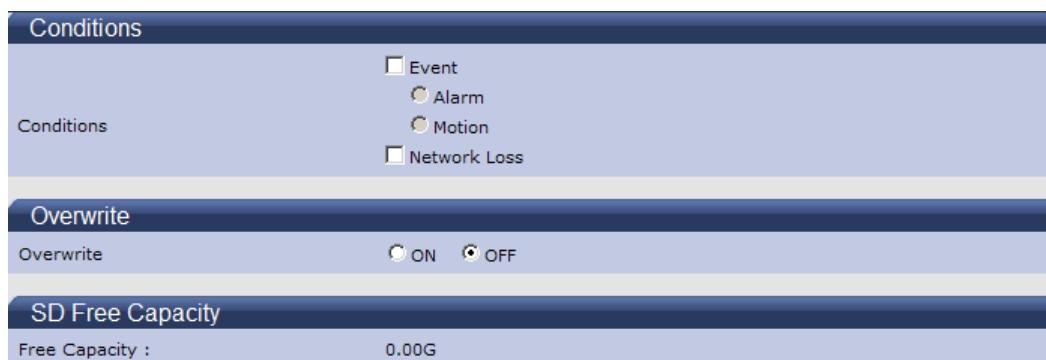 Conditions
Event
Alarm
Conditions
Motion
Network Loss
Overwrite
Overwrite ON OFF
SD Free Capacity
Free Capacity : 0.00G